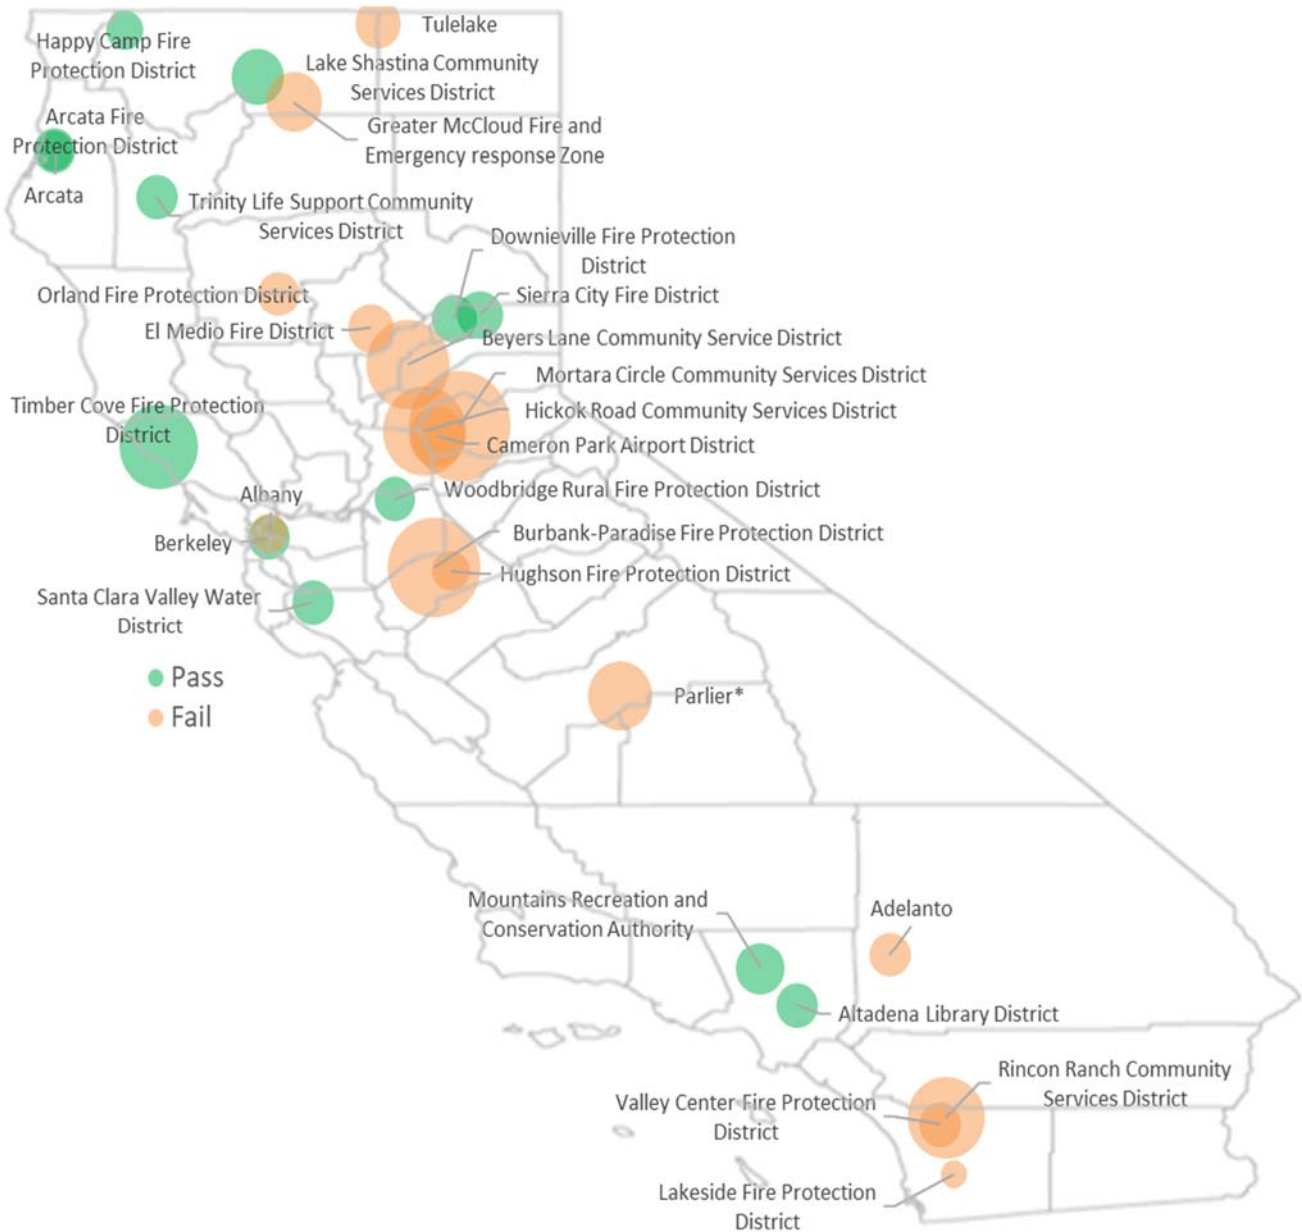 Tulelake
Happy Camp Fire
Protection District
Lake Shastina Community
Services District
Arcata Fire
Protection District
Greater McCloud Fire and
Emergency response Zone
Arcata
Trinity Life Support Community
Services District
Downieville Fire Protection
District
Orland Fire Protection District
Sierra City Fire District
El Medio Fire District
Beyers Lane Community Service District
Mortara Circle Community Services District
Timber Cove Fire Protection
District
Hickok Road Community Services District
Cameron Park Airport District
Albany
Woodbridge Rural Fire Protection District
Berkeley
Burbank-Paradise Fire Protection District
Hughson Fire Protection District
Santa Clara Valley Water
District
Pass
Fail
Parlier*
Mountains Recreation and
Conservation Authority
Adelanto
Altadena Library District
Rincon Ranch Community
Services District
Valley Center Fire Protection
District
Lakeside Fire Protection
District